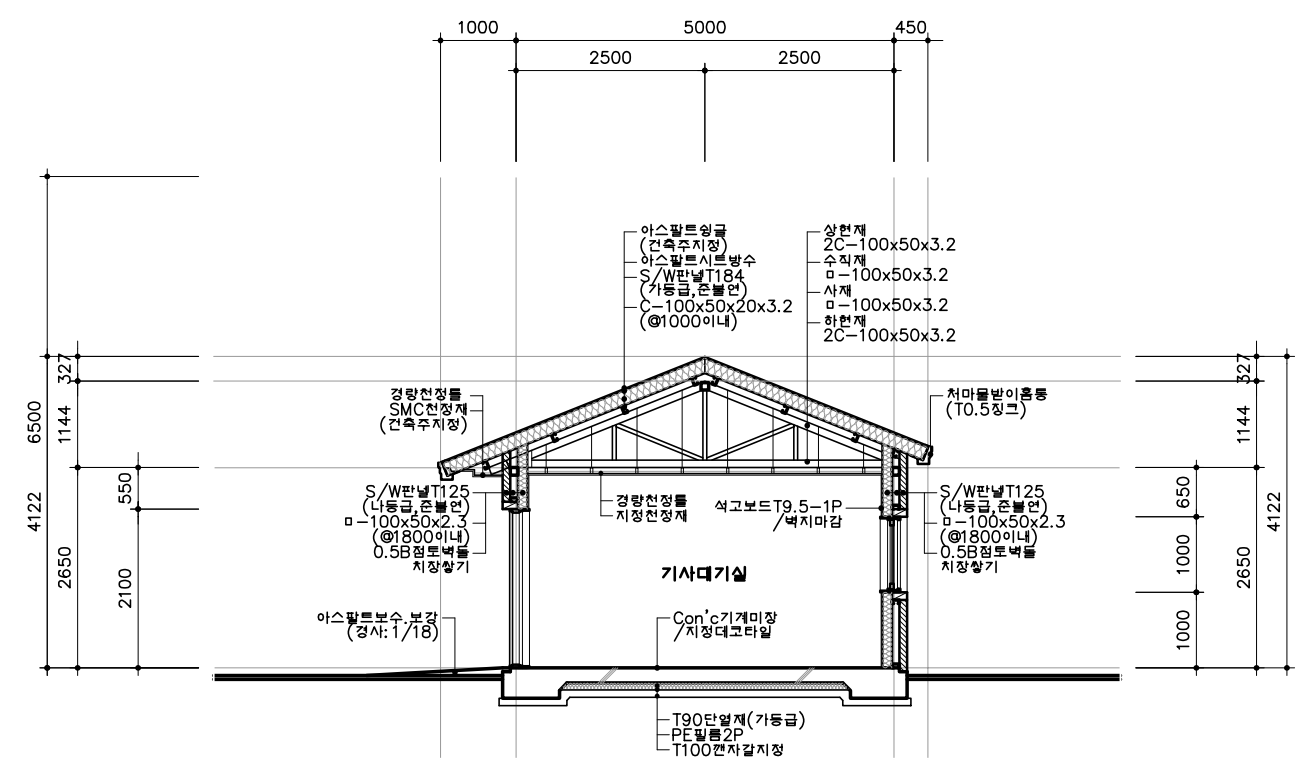 1000
5000
450
2500
2500
아스팔트슁글
(건축주지정)
아스팔트시트방수
S/W판넬T184
(가등급,준불연)
C-100x50x20x3.2
(@1000이내)
상현재
2C-100x50x3.2
수직재
ㅁ-100x50x3.2
사재
ㅁ-100x50x3.2
하현재
2C-100x50x3.2
경량천정틀
SMC천정재
(건축주지정)
처마물받이홈통
(T0.5징크)
6500
4122
327
1144
2650
550
2100
327
1144
2650
4122
650
1000
1000
S/W판넬T125
(나등급,준불연)
ㅁ-100x50x2.3
(@1800이내)
0.5B점토벽돌
치장쌓기
경량천정틀
지정천정재
석고보드T9.5-1P
/벽지마감
S/W판넬T125
(나등급,준불연)
ㅁ-100x50x2.3
(@1800이내)
0.5B점토벽돌
치장쌓기
기사대기실
아스팔트보수.보강
(경사:1/18)
Con'c기계미장
/지정데코타일
T90단열재(가등급)
PE필름2P
T100깬자갈지정